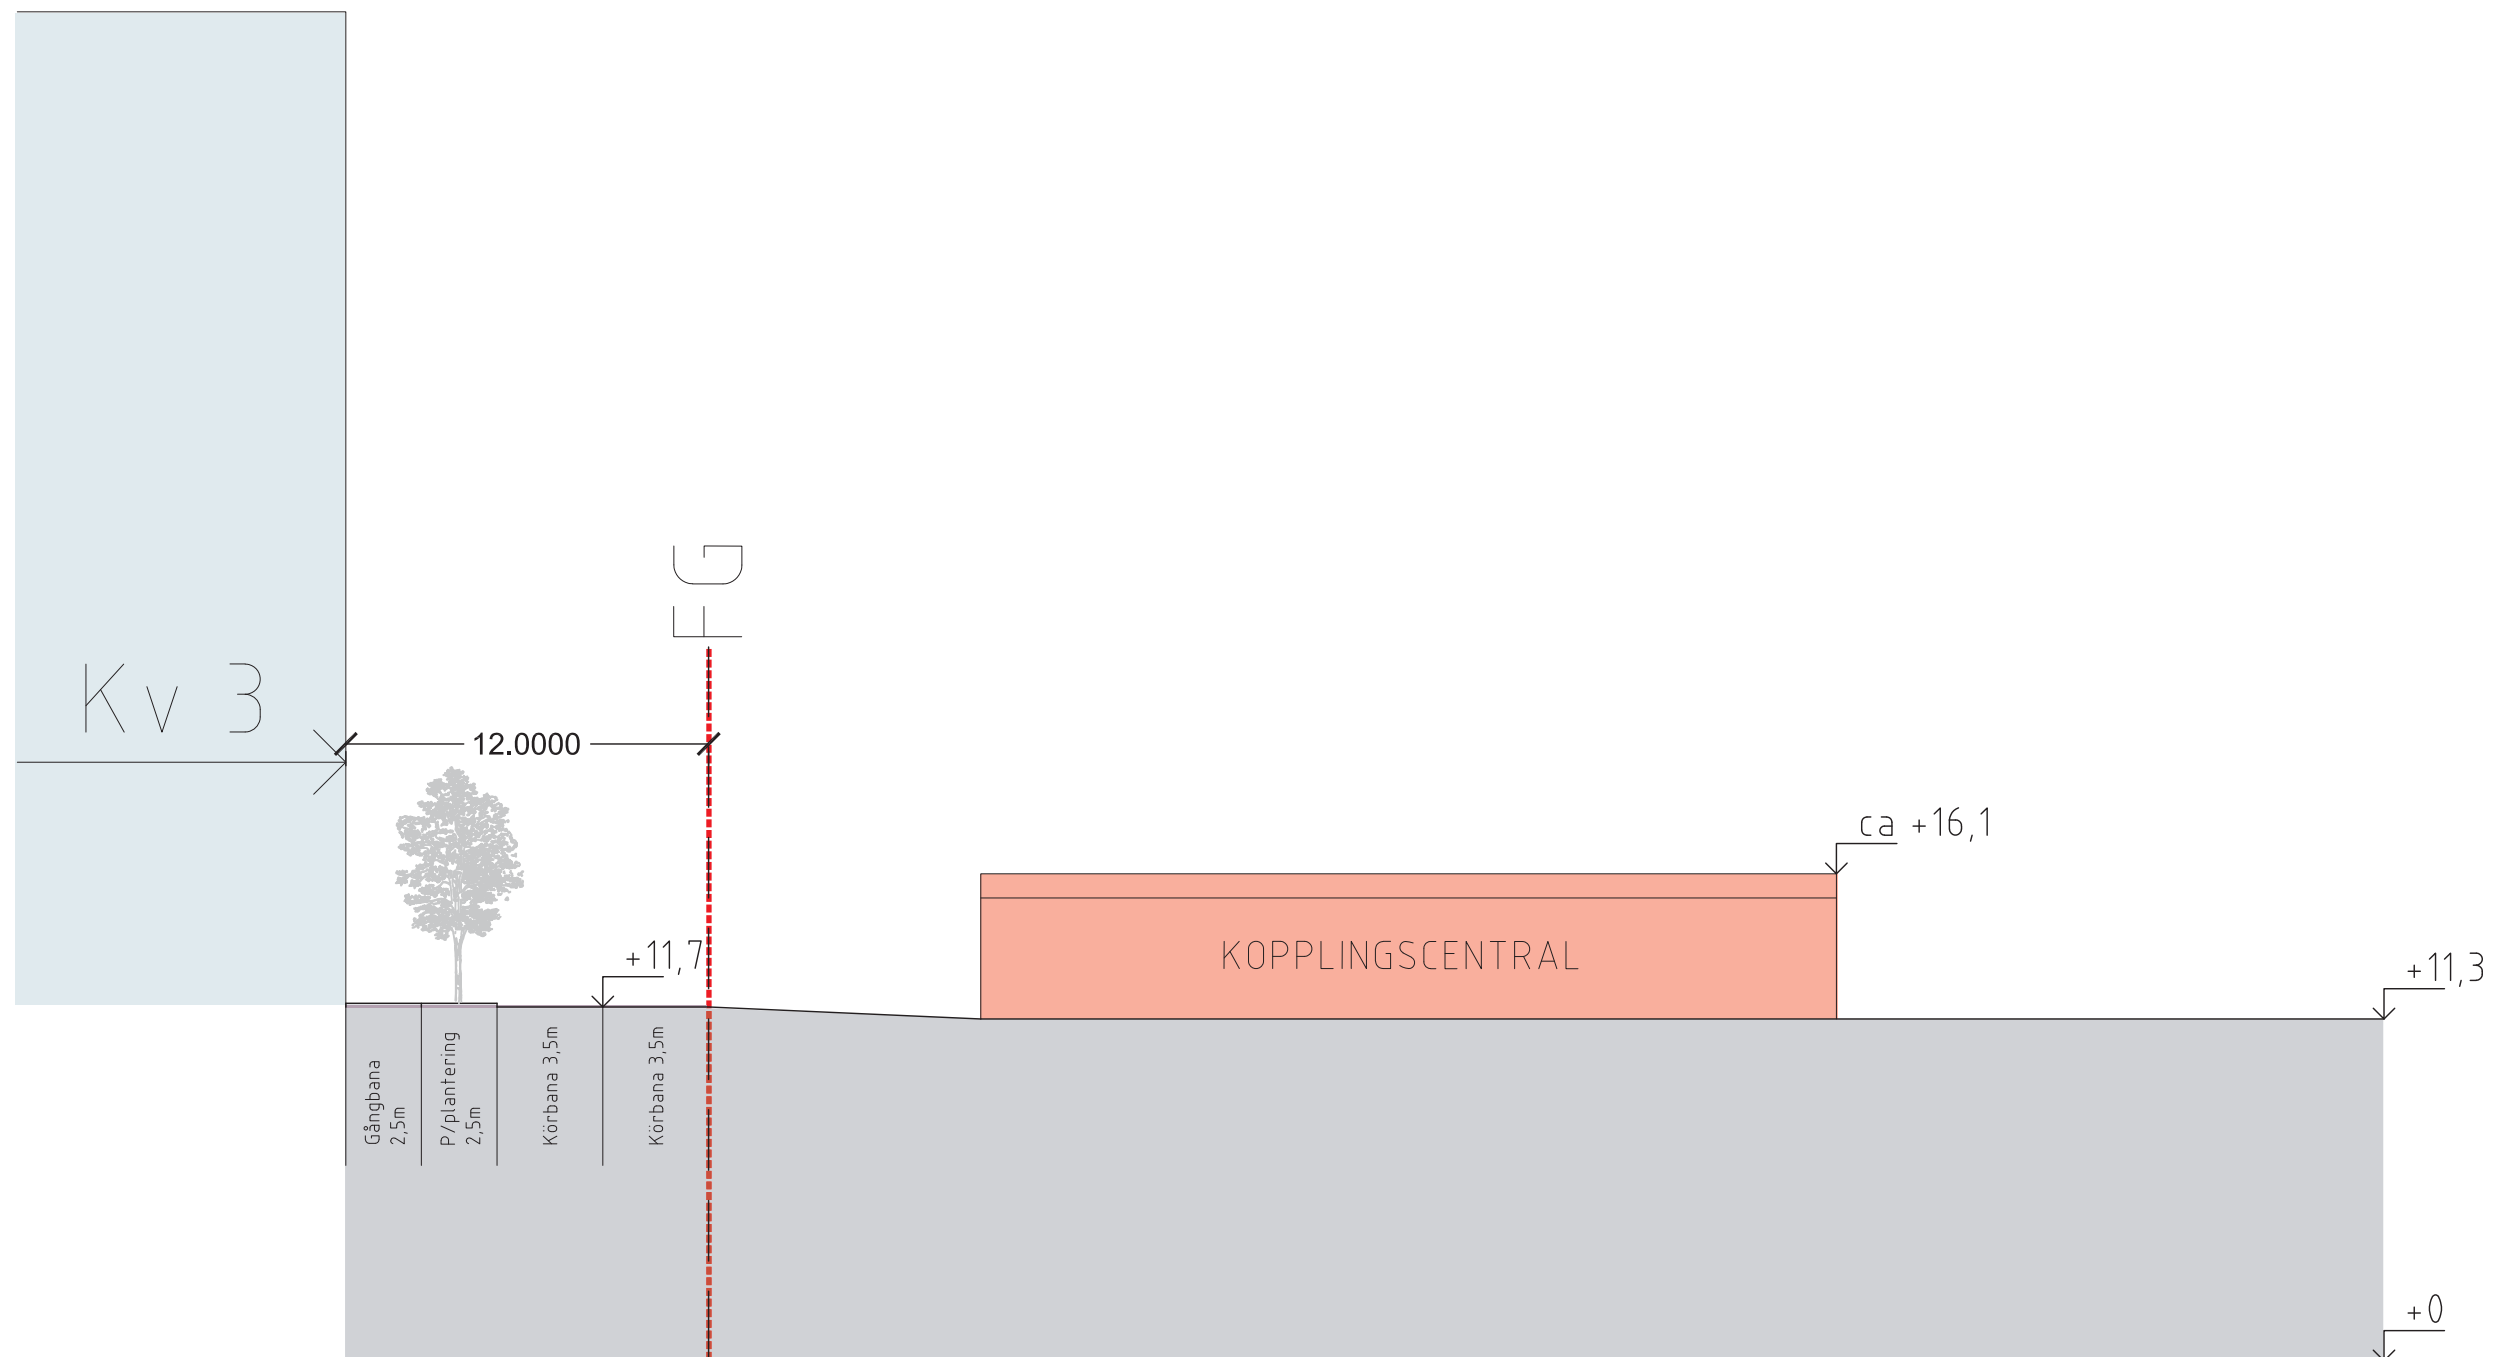 FG
Kv 3
12.0000
ca +16,1
+11,7
KOPPLINGSCENTRAL
+11,3
Gångbana
2,5m
P/plantering
2,5m
Körbana 3,5m
Körbana 3,5m
+0